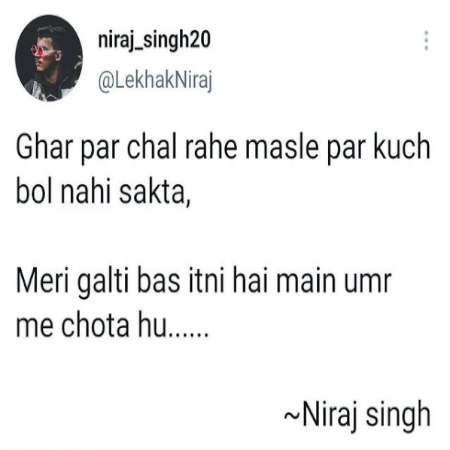 niraj_singh20
@LekhakNiraj
Ghar par chal rahe masle par kuch
bol nahi sakta,
Meri galti bas itni hai main umr
me chota hu......
~Niraj singh